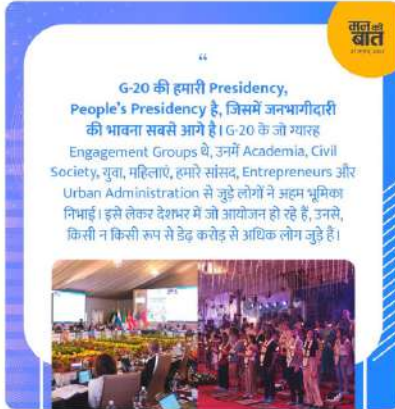 मन की
बात
“
G-20 की हमारी Presidency,
People's Presidency है, जिसमें जनभागीदारी
की भावना सबसे आगे है। G-20 के जो ग्यारह
Engagement Groups थे, उनमें Academia, Civil
Society, युवा, महिलाएं, हमारे सांसद, Entrepreneurs और
Urban Administration से जुड़े लोगों ने अहम भूमिका
निभाई। इसे लेकर देशभर में जो आयोजन हो रहे हैं, उनसे,
किसी न किसी रूप से डेढ़ करोड़ से अधिक लोग जुड़े हैं।